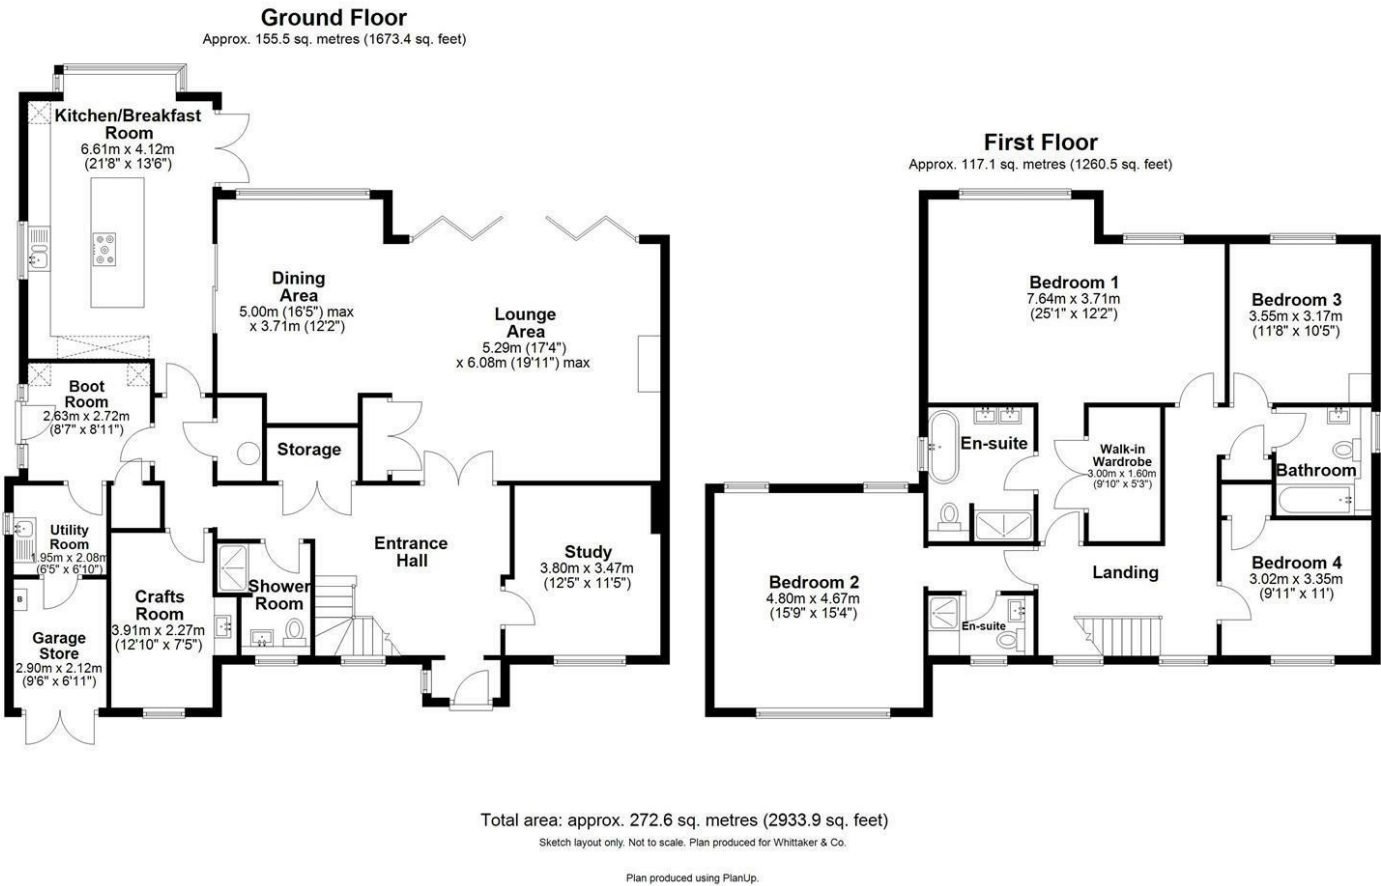 Ground Floor
Approx. 155.5 sq. metres (1673.4 sq. feet)
Kitchen/Breakfast
Room
6.61m x 4.12m
(21'8" x 13'6")
Dining
Area
5.00m (16'5") max
x 3.71m (12'2")
Lounge
Area
5.29m (17'4")
x 6.08m (19'11") max
Boot
Room
2.63m x 2.72m
(8'7" x 8'11")
Storage
Utility
Room
1.95m x 2.08m
(6'5" x 6'10")
Entrance
Hall
Study
3.80m x 3.47m
(12'5" x 11'5")
Shower
Room
Crafts
Room
3.91m x 2.27m
(12'10" x 7'5")
B
Garage
Store
2.90m x 2.12m
(9'6" x 6'11")
First Floor
Approx. 117.1 sq. metres (1260.5 sq. feet)
Bedroom 1
7.64m x 3.71m
(25'1" x 12'2")
Bedroom 3
3.55m x 3.17m
(11'8" x 10'5")
En-suite
Walk-in
Wardrobe
3.00m x 1.60m
(9'10" x 5'3")
Bathroom
Bedroom 2
4.80m x 4.67m
(15'9" x 15'4")
Landing
Bedroom 4
3.02m x 3.35m
(9'11" x 11')
En-suite
Total area: approx. 272.6 sq. metres (2933.9 sq. feet)
Sketch layout only. Not to scale. Plan produced for Whittaker & Co.
Plan produced using PlanUp.